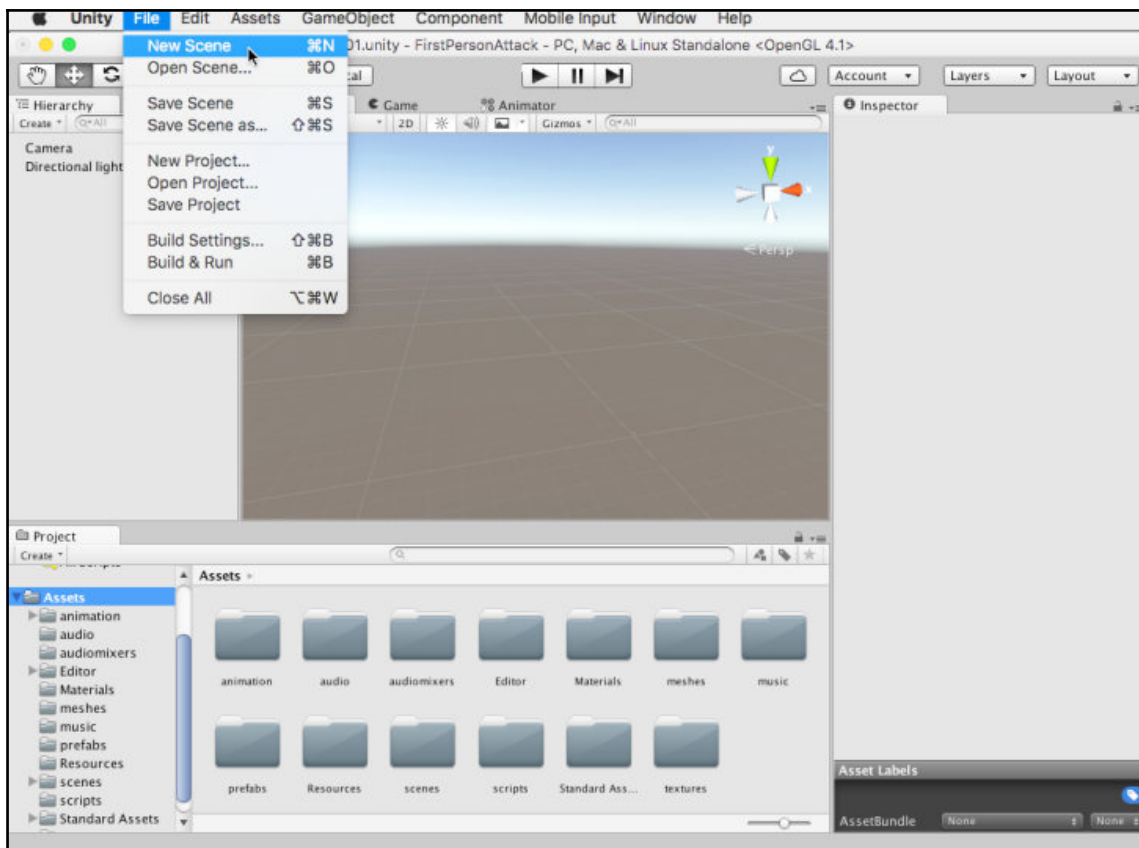 Unity File Edit Assets GameObject Component Mobile Input Window Help
01.unity - FirstPersonAttack - PC, Mac & Linux Standalone <OpenGL 4.1>
New Scene ⌘N
Open Scene... ⌘O
Save Scene ⌘S
Save Scene as... ⇧⌘S
New Project...
Open Project...
Save Project
Build Settings... ⇧⌘B
Build & Run ⌘B
Close All ⌥⌘W
Account Layers Layout
Hierarchy
Create All
Camera
Directional light
Game Animator
2D Gizmos All
y
Persp
Inspector
Project
Create
Assets
animation
audio
audiomixers
Editor
Materials
meshes
music
prefabs
Resources
scenes
scripts
Standard Assets
Assets
animation audio audiomixers Editor Materials meshes music
prefabs Resources scenes scripts Standard Ass... textures
Asset Labels
AssetBundle None None